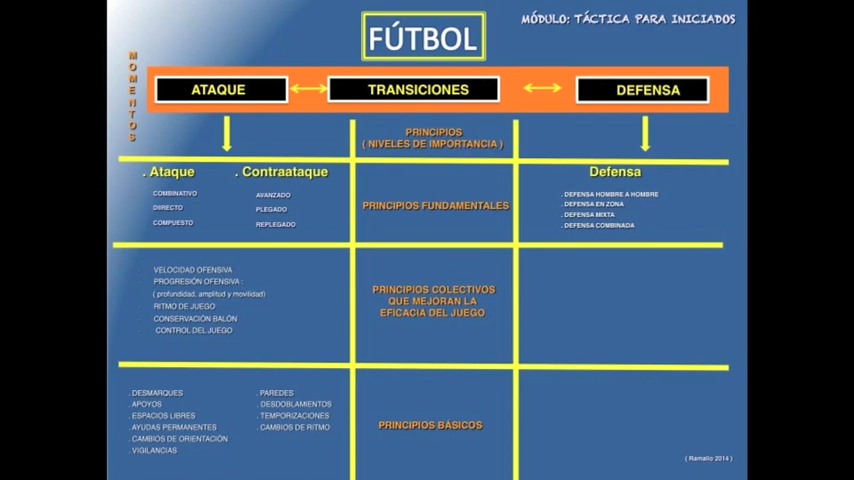 MÓDULO: TÁCTICA PARA INICIADOS
FÚTBOL
MOMENTOS
ATAQUE
TRANSICIONES
DEFENSA
PRINCIPIOS
( NIVELES DE IMPORTANCIA )
. Ataque
. Contraataque
Defensa
COMBINATIVO
DIIRECTO
COMPUESTO
AVANZADO
PLEGADO
REPLEGADO
PRINCIPIOS FUNDAMENTALES
. DEFENSA HOMBRE A HOMBRE
. DEFENSA EN ZONA
. DEFENSA MIXTA
. DEFENSA COMBINADA
. VELOCIDAD OFENSIVA
. PROGRESIÓN OFENSIVA :
( profundidad, amplitud y movilidad)
. RITMO DE JUEGO
. CONSERVACIÓN BALÓN
. CONTROL DEL JUEGO
PRINCIPIOS COLECTIVOS
QUE MEJORAN LA
EFICACIA DEL JUEGO
. DESMARQUES
. APOYOS
. ESPACIOS LIBRES
. AYUDAS PERMANENTES
. CAMBIOS DE ORIENTACIÓN
. VIGILANCIAS
. PAREDES
. DESDOBLAMIENTOS
. TEMPORIZACIONES
. CAMBIOS DE RITMO
PRINCIPIOS BÁSICOS
( Ramallo 2014 )